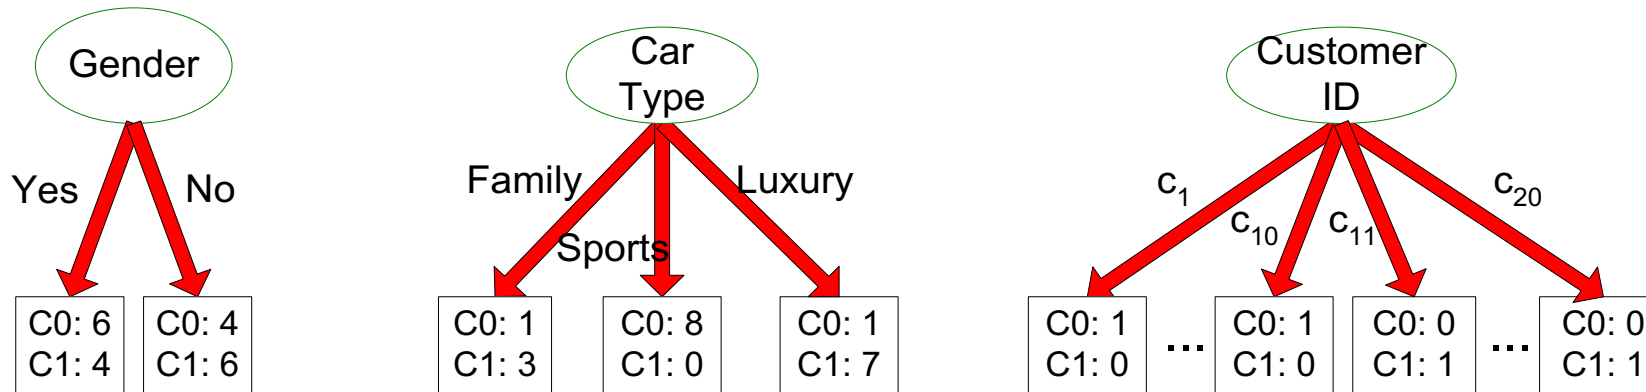 Gender
Yes
No
C0: 6
C1: 4
C0: 4
C1: 6
Car
Type
Family
Sports
Luxury
C0: 1
C1: 3
C0: 8
C1: 0
C0: 1
C1: 7
Customer
ID
c₁
c₁₀
c₁₁
c₂₀
C0: 1
C1: 0
...
C0: 1
C1: 0
C0: 0
C1: 1
...
C0: 0
C1: 1